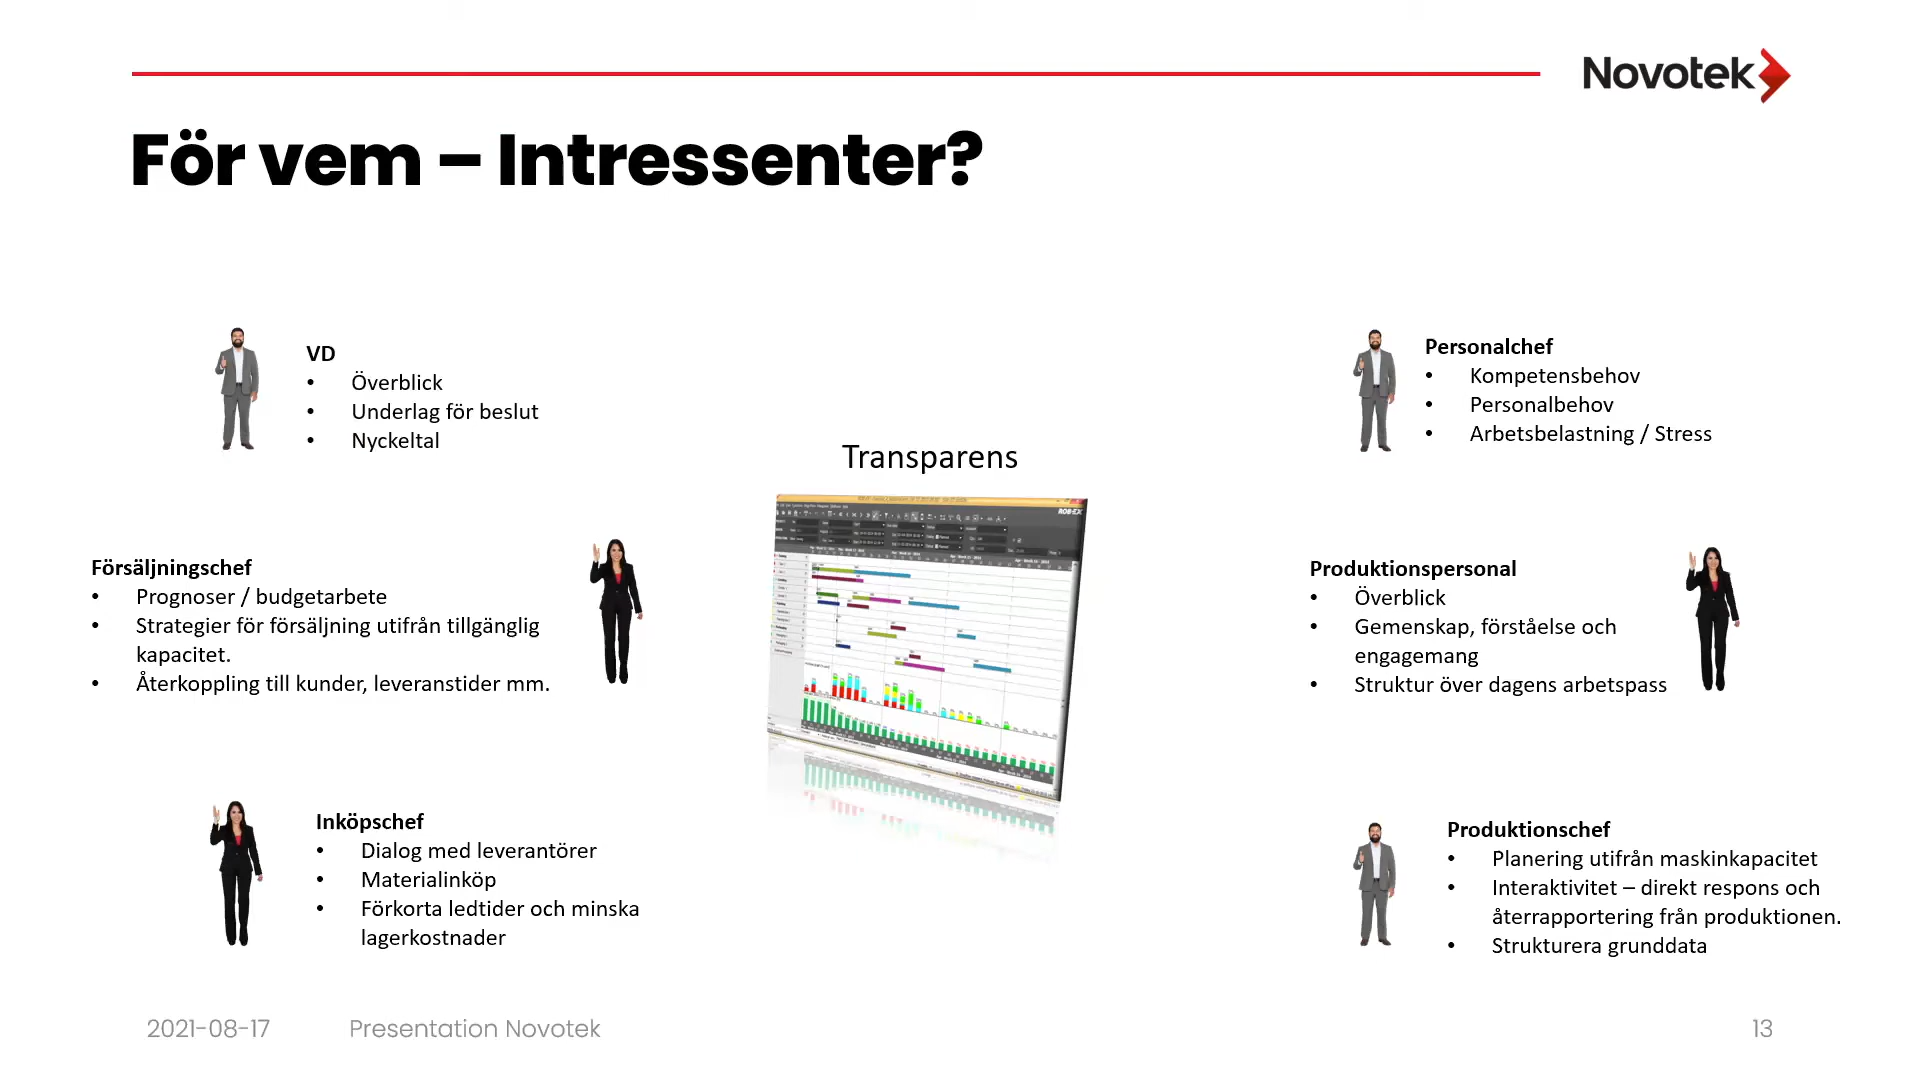 Novotek
För vem – Intressenter?
VD
• Överblick
• Underlag för beslut
• Nyckeltal
Personalchef
• Kompetensbehov
• Personalbehov
• Arbetsbelastning / Stress
Transparens
ROB-EX
Försäljningschef
• Prognoser / budgetarbete
• Strategier för försäljning utifrån tillgänglig
kapacitet.
• Återkoppling till kunder, leveranstider mm.
Produktionspersonal
• Överblick
• Gemenskap, förståelse och
engagemang
• Struktur över dagens arbetspass
Inköpschef
• Dialog med leverantörer
• Materialinköp
• Förkorta ledtider och minska
lagerkostnader
Produktionschef
• Planering utifrån maskinkapacitet
• Interaktivitet – direkt respons och
återrapportering från produktionen.
• Strukturera grunddata
2021-08-17
Presentation Novotek
13